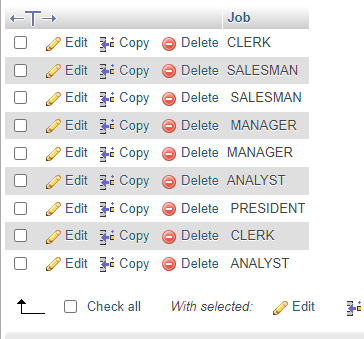 Job
Edit Copy Delete CLERK
Edit Copy Delete SALESMAN
Edit Copy Delete SALESMAN
Edit Copy Delete MANAGER
Edit Copy Delete MANAGER
Edit Copy Delete ANALYST
Edit Copy Delete PRESIDENT
Edit Copy Delete CLERK
Edit Copy Delete ANALYST
Check all With selected: Edit